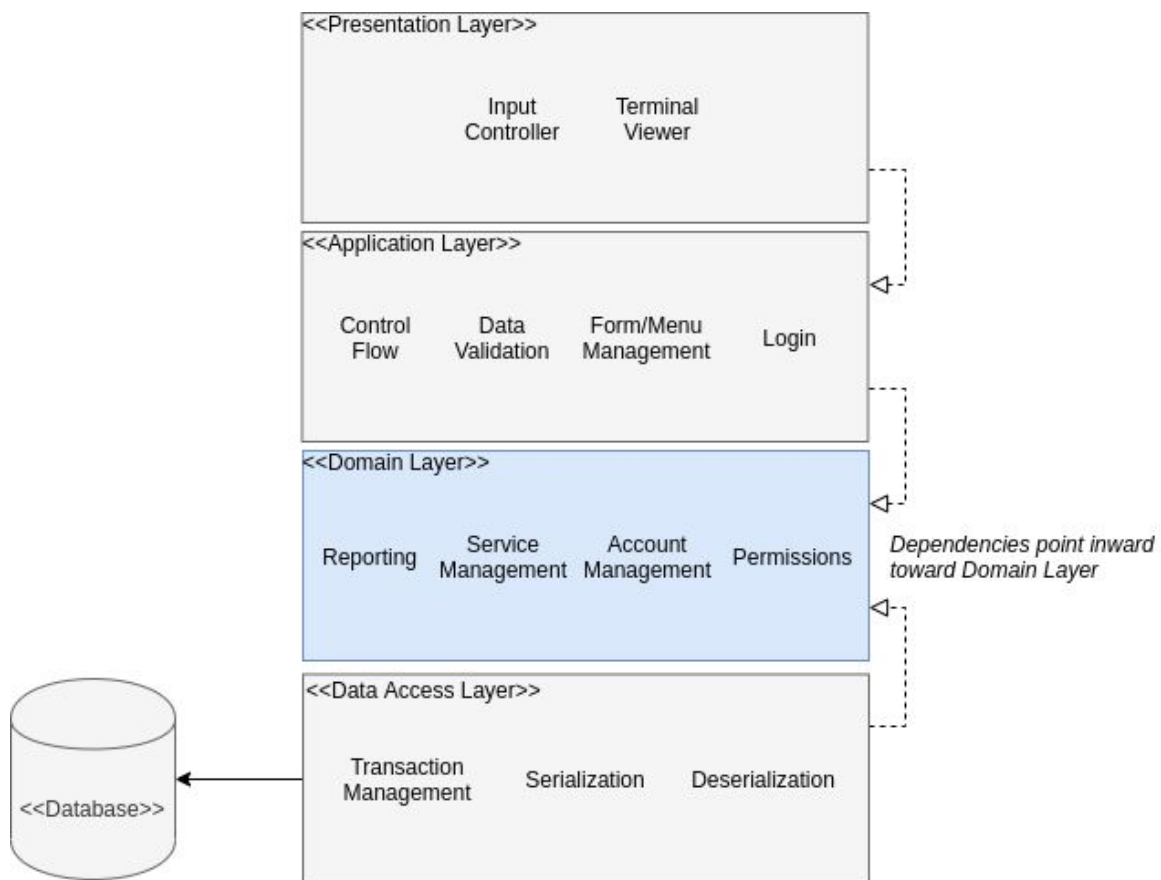 <<Presentation Layer>>
Input
Controller
Terminal
Viewer
<<Application Layer>>
Control
Flow
Data
Validation
Form/Menu
Management
Login
<<Domain Layer>>
Reporting
Service
Management
Account
Management
Permissions
Dependencies point inward
toward Domain Layer
<<Data Access Layer>>
Transaction
Management
Serialization
Deserialization
<<Database>>